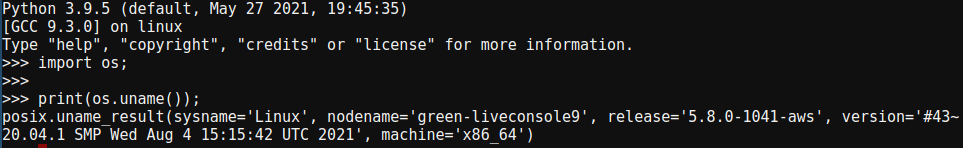 Python 3.9.5 (default, May 27 2021, 19:45:35)
[GCC 9.3.0] on linux
Type "help", "copyright", "credits" or "license" for more information.
>>> import os;
>>>
>>> print(os.uname());
posix.uname_result(sysname='Linux', nodename='green-liveconsole9', release='5.8.0-1041-aws', version='#43~
20.04.1 SMP Wed Aug 4 15:15:42 UTC 2021', machine='x86_64')